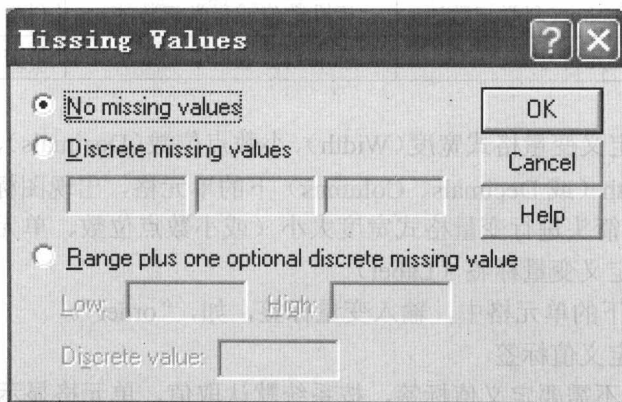 Missing Values
No missing values
OK
Discrete missing values
Cancel
Help
Range plus one optional discrete missing value
Low:
High:
Discrete value: